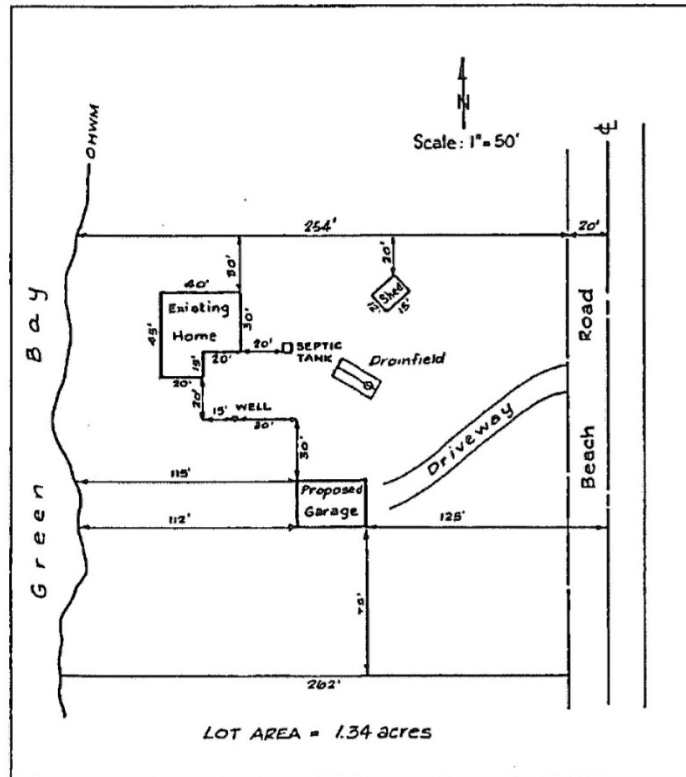 OHWM
N
Scale: 1"=50'
℄
254'
20'
30'
20'
40'
Existing
Home
45'
30'
Shed
12'
15'
20'
SEPTIC
TANK
20'
15'
20'
Drainfield
20'
15'
WELL
30'
30'
Driveway
Beach Road
Green Bay
115'
Proposed
Garage
112'
125'
75'
262'
LOT AREA = 1.34 acres